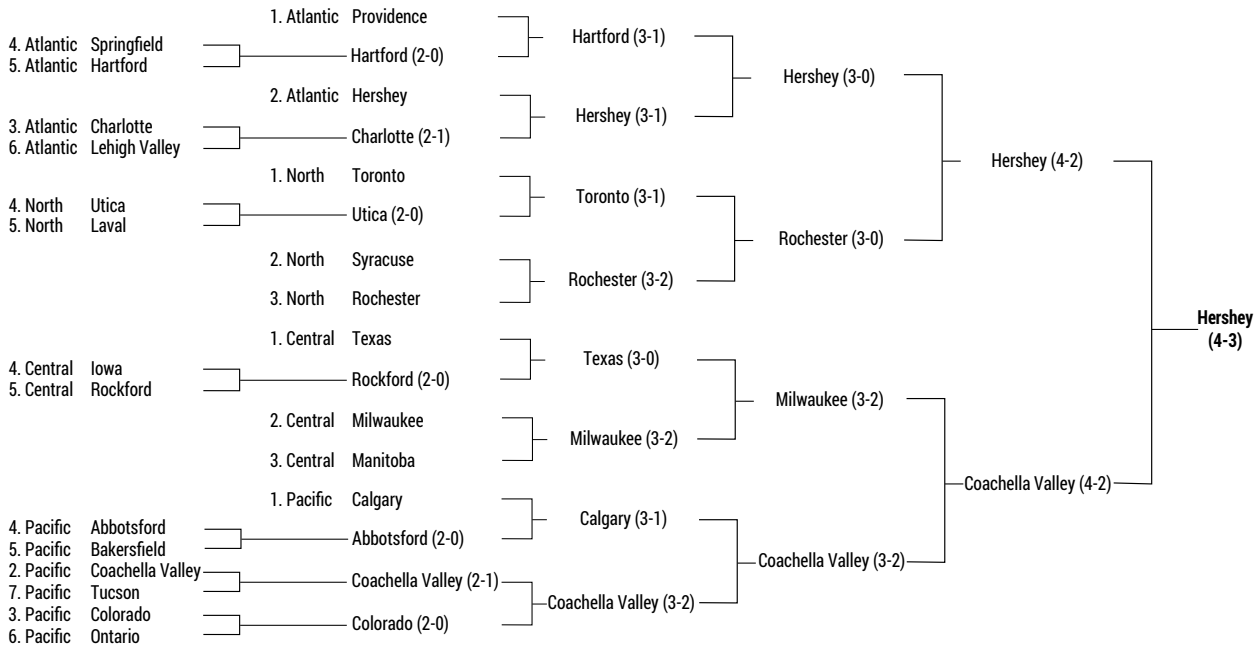 4. Atlantic Springfield
5. Atlantic Hartford
3. Atlantic Charlotte
6. Atlantic Lehigh Valley
4. North Utica
5. North Laval
4. Central Iowa
5. Central Rockford
4. Pacific Abbotsford
5. Pacific Bakersfield
2. Pacific Coachella Valley
7. Pacific Tucson
3. Pacific Colorado
6. Pacific Ontario
1. Atlantic Providence
Hartford (2-0)
2. Atlantic Hershey
Charlotte (2-1)
1. North Toronto
Utica (2-0)
2. North Syracuse
3. North Rochester
1. Central Texas
Rockford (2-0)
2. Central Milwaukee
3. Central Manitoba
1. Pacific Calgary
Abbotsford (2-0)
Coachella Valley (2-1)
Colorado (2-0)
Hartford (3-1)
Hershey (3-1)
Toronto (3-1)
Rochester (3-2)
Texas (3-0)
Milwaukee (3-2)
Calgary (3-1)
Coachella Valley (3-2)
Hershey (3-0)
Rochester (3-0)
Milwaukee (3-2)
Coachella Valley (3-2)
Hershey (4-2)
Coachella Valley (4-2)
Hershey
(4-3)